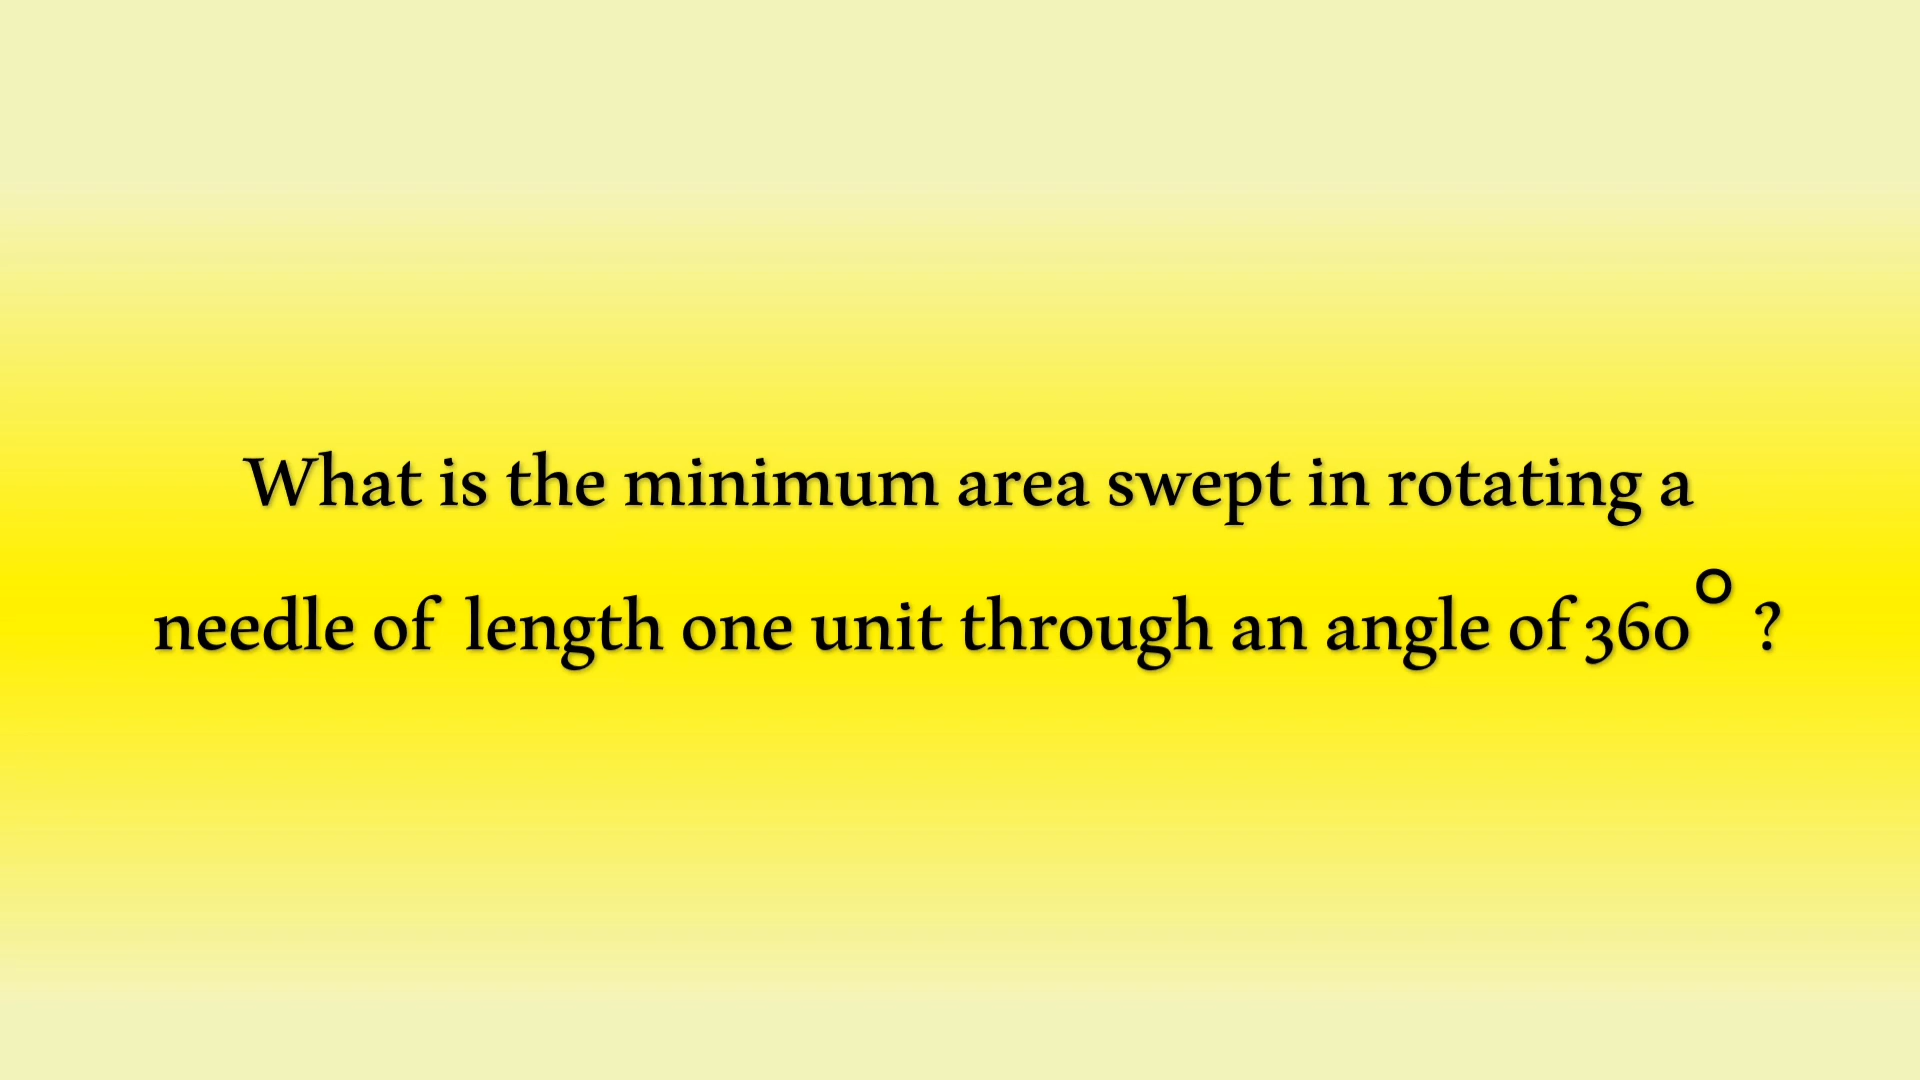 What is the minimum area swept in rotating a
needle of length one unit through an angle of 360° ?